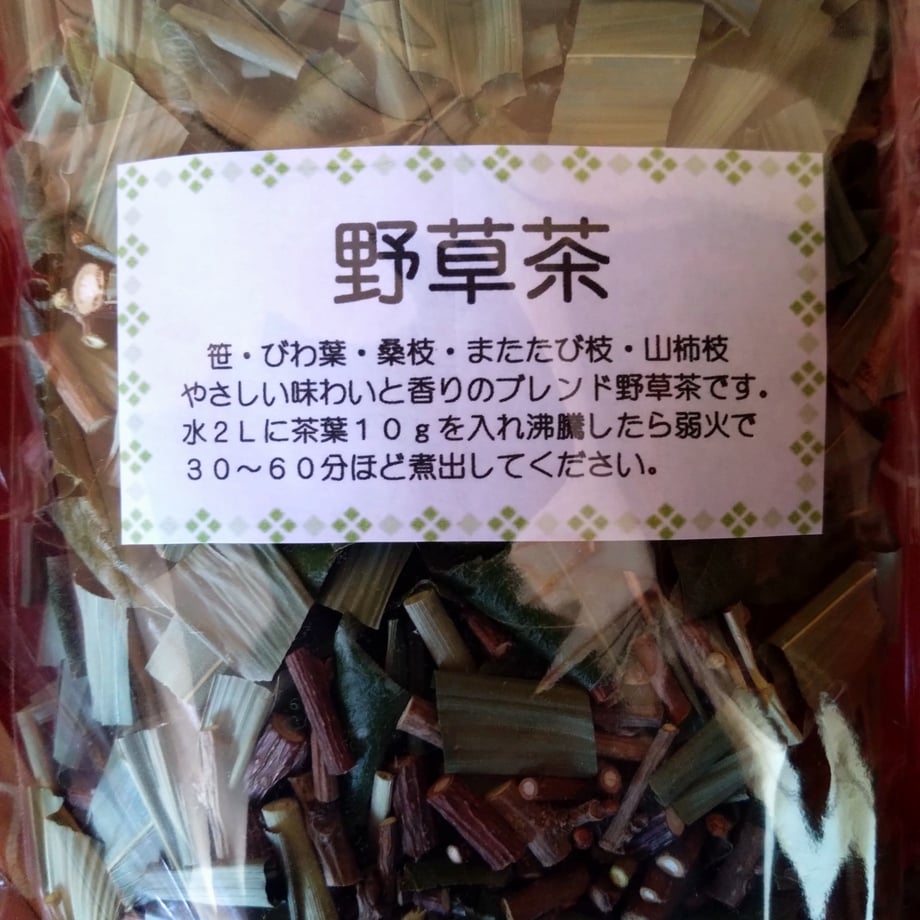 野草茶
笹・びわ葉・桑枝・またたび枝・山柿枝
やさしい味わいと香りのブレンド野草茶です。
水２Ｌに茶葉１０ｇを入れ沸騰したら弱火で
３０～６０分ほど煮出してください。